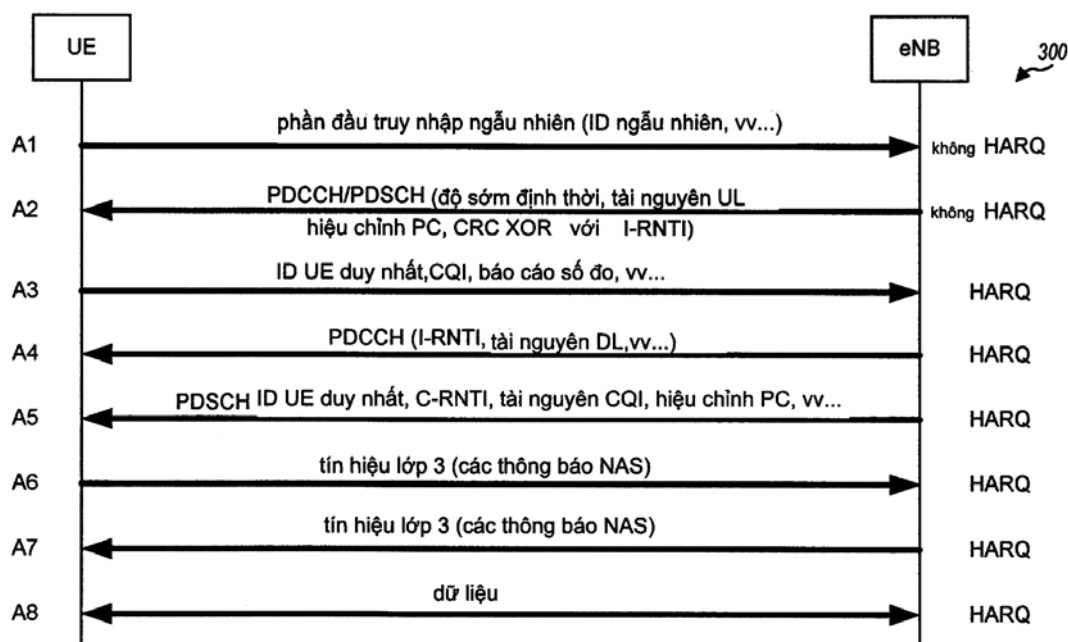 UE
eNB
300
A1
phần đầu truy nhập ngẫu nhiên (ID ngẫu nhiên, vv...)
không HARQ
A2
PDCCH/PDSCH (độ sớm định thời, tài nguyên UL
hiệu chỉnh PC, CRC XOR với I-RNTI)
không HARQ
A3
ID UE duy nhất,CQI, báo cáo số đo, vv...
HARQ
A4
PDCCH (I-RNTI, tài nguyên DL,vv...)
HARQ
A5
PDSCH ID UE duy nhất, C-RNTI, tài nguyên CQI, hiệu chỉnh PC, vv...
HARQ
A6
tín hiệu lớp 3 (các thông báo NAS)
HARQ
A7
tín hiệu lớp 3 (các thông báo NAS)
HARQ
A8
dữ liệu
HARQ